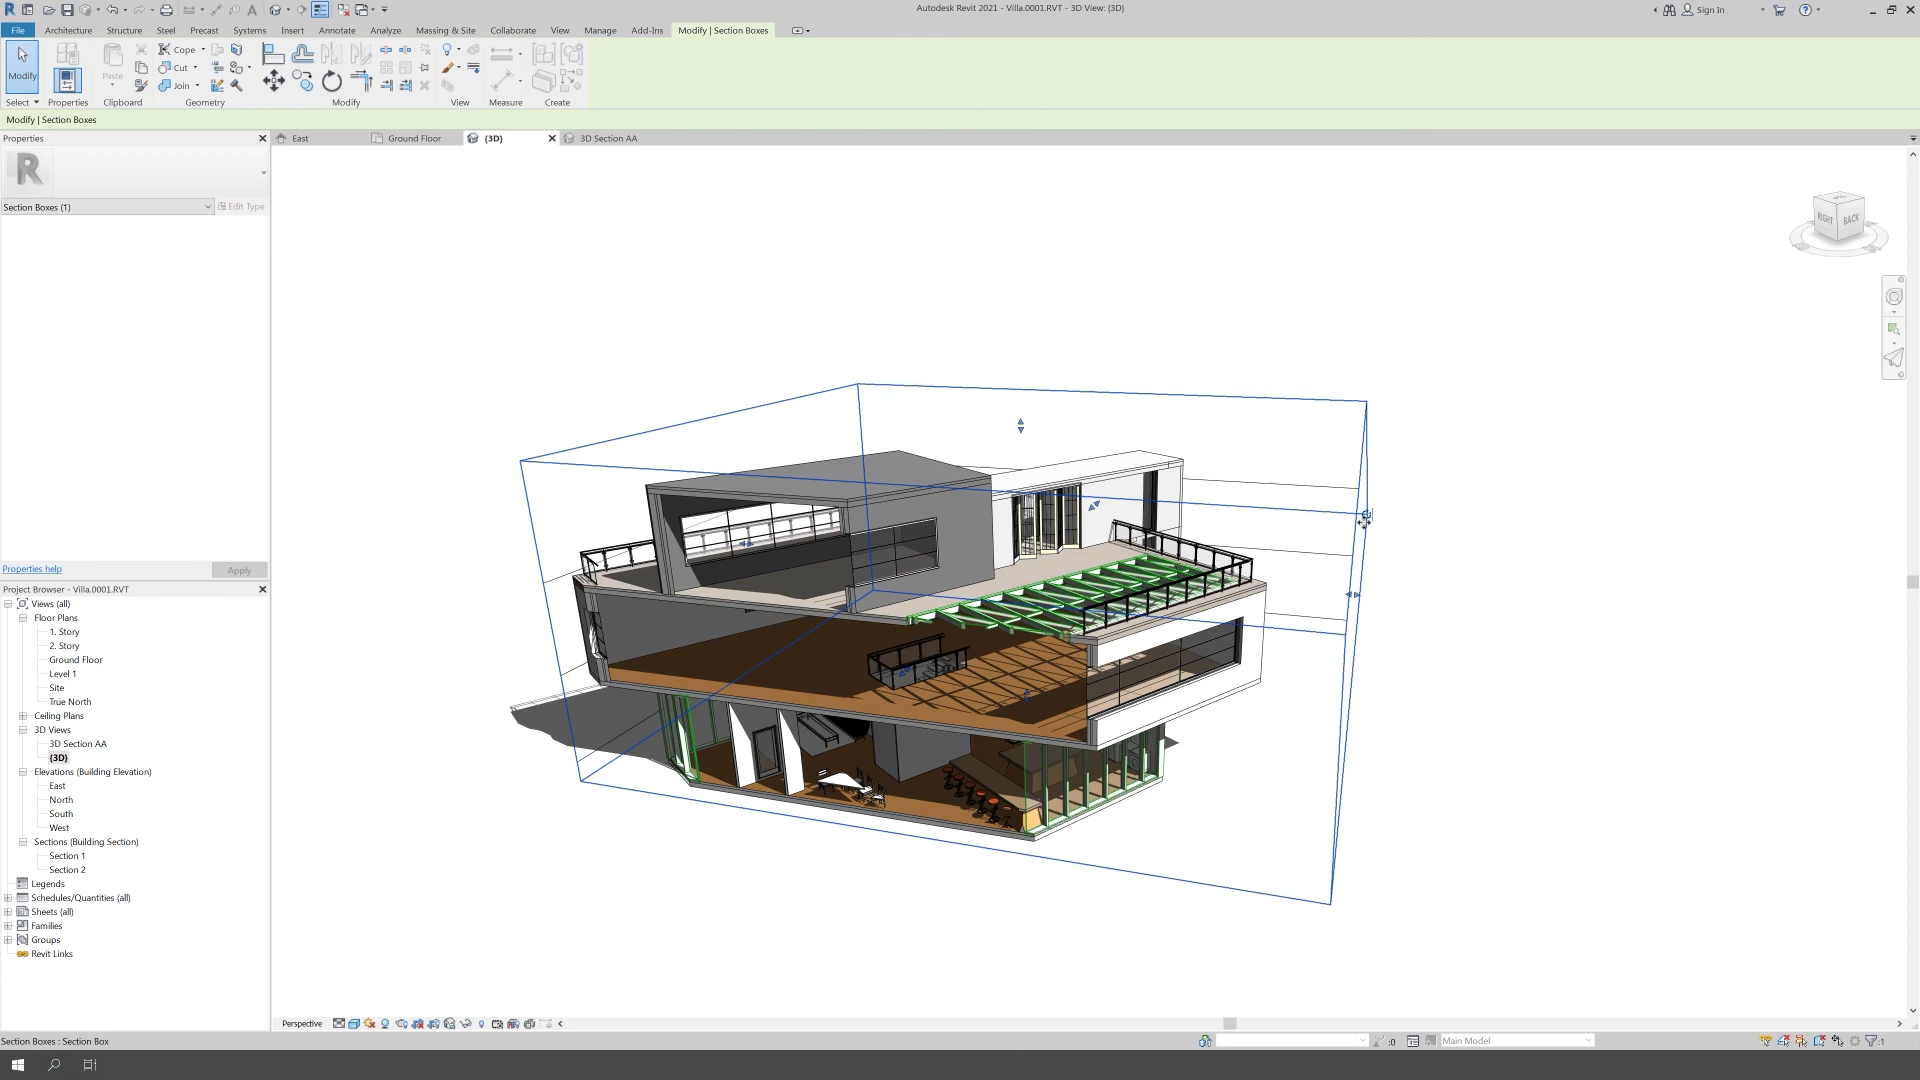 Autodesk Revit 2021 - Villa.0001.RVT - 3D View: {3D}
Sign In
File Architecture Structure Steel Precast Systems Insert Annotate Analyze Massing & Site Collaborate View Manage Add-Ins Modify | Section Boxes
Modify
Paste
Cope
Cut
Join
Select Properties Clipboard Geometry Modify View Measure Create
Modify | Section Boxes
Properties
East
Ground Floor
{3D}
3D Section AA
R
Section Boxes (1)
Edit Type
RIGHT
BACK
Properties help
Apply
Project Browser - Villa.0001.RVT
Views (all)
Floor Plans
1. Story
2. Story
Ground Floor
Level 1
Site
True North
Ceiling Plans
3D Views
3D Section AA
{3D}
Elevations (Building Elevation)
East
North
South
West
Sections (Building Section)
Section 1
Section 2
Legends
Schedules/Quantities (all)
Sheets (all)
Families
Groups
Revit Links
Perspective
Section Boxes : Section Box
:0
Main Model
:1